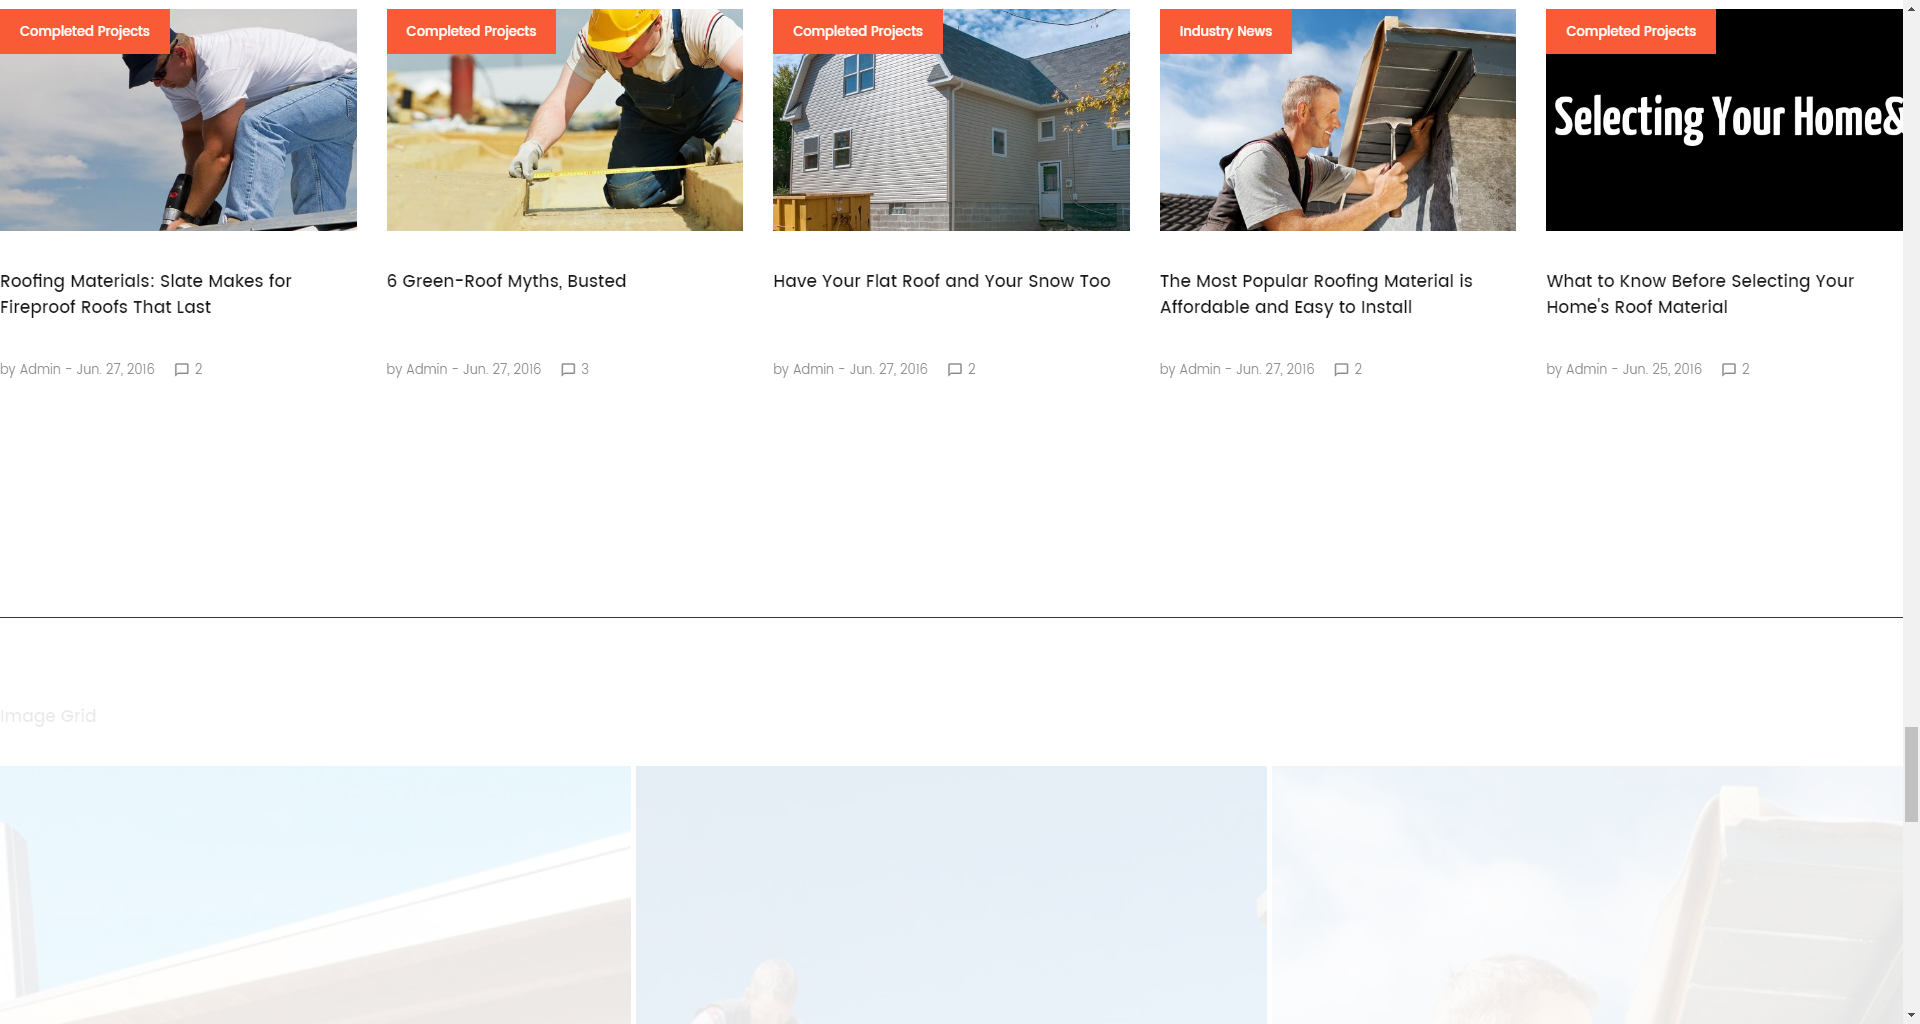 Completed Projects
Completed Projects
Completed Projects
Industry News
Completed Projects
Selecting Your Home&
Roofing Materials: Slate Makes for
Fireproof Roofs That Last
6 Green-Roof Myths, Busted
Have Your Flat Roof and Your Snow Too
The Most Popular Roofing Material is
Affordable and Easy to Install
What to Know Before Selecting Your
Home's Roof Material
by Admin - Jun. 27, 2016 2
by Admin - Jun. 27, 2016 3
by Admin - Jun. 27, 2016 2
by Admin - Jun. 27, 2016 2
by Admin - Jun. 25, 2016 2
Image Grid